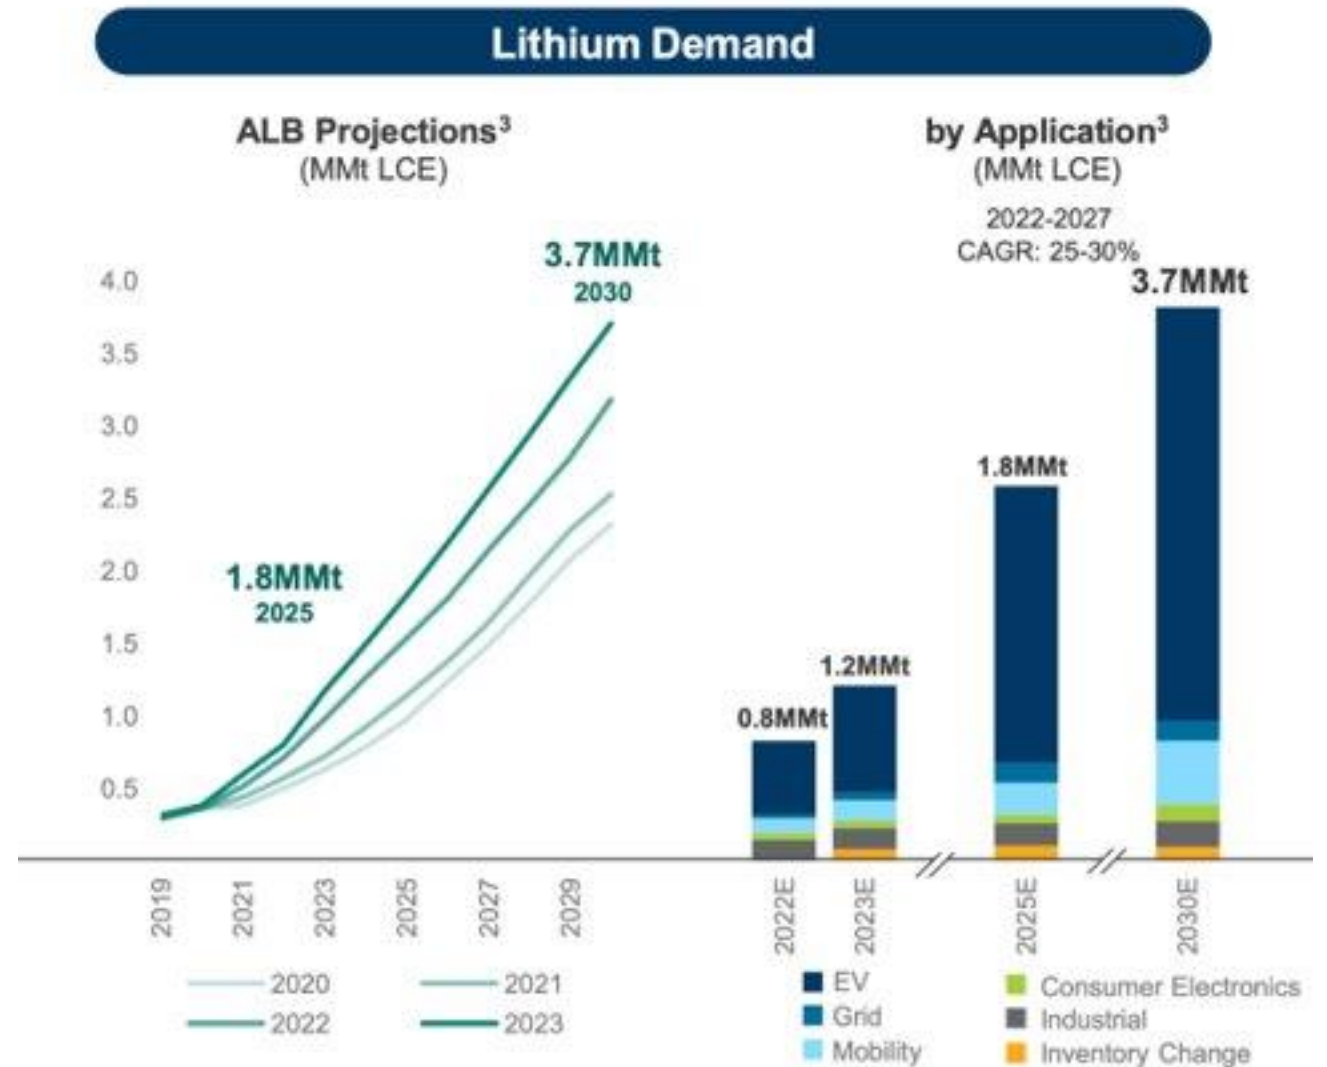 Lithium Demand
ALB Projections³
(MMt LCE)
3.7MMt
2030
4.0
3.5
3.0
2.5
2.0
1.5
1.0
0.5
1.8MMt
2025
2019
2021
2023
2025
2027
2029
2020
2021
2022
2023
by Application³
(MMt LCE)
2022-2027
CAGR: 25-30%
3.7MMt
1.8MMt
1.2MMt
0.8MMt
2022E
2023E
2025E
2030E
EV
Grid
Mobility
Consumer Electronics
Industrial
Inventory Change